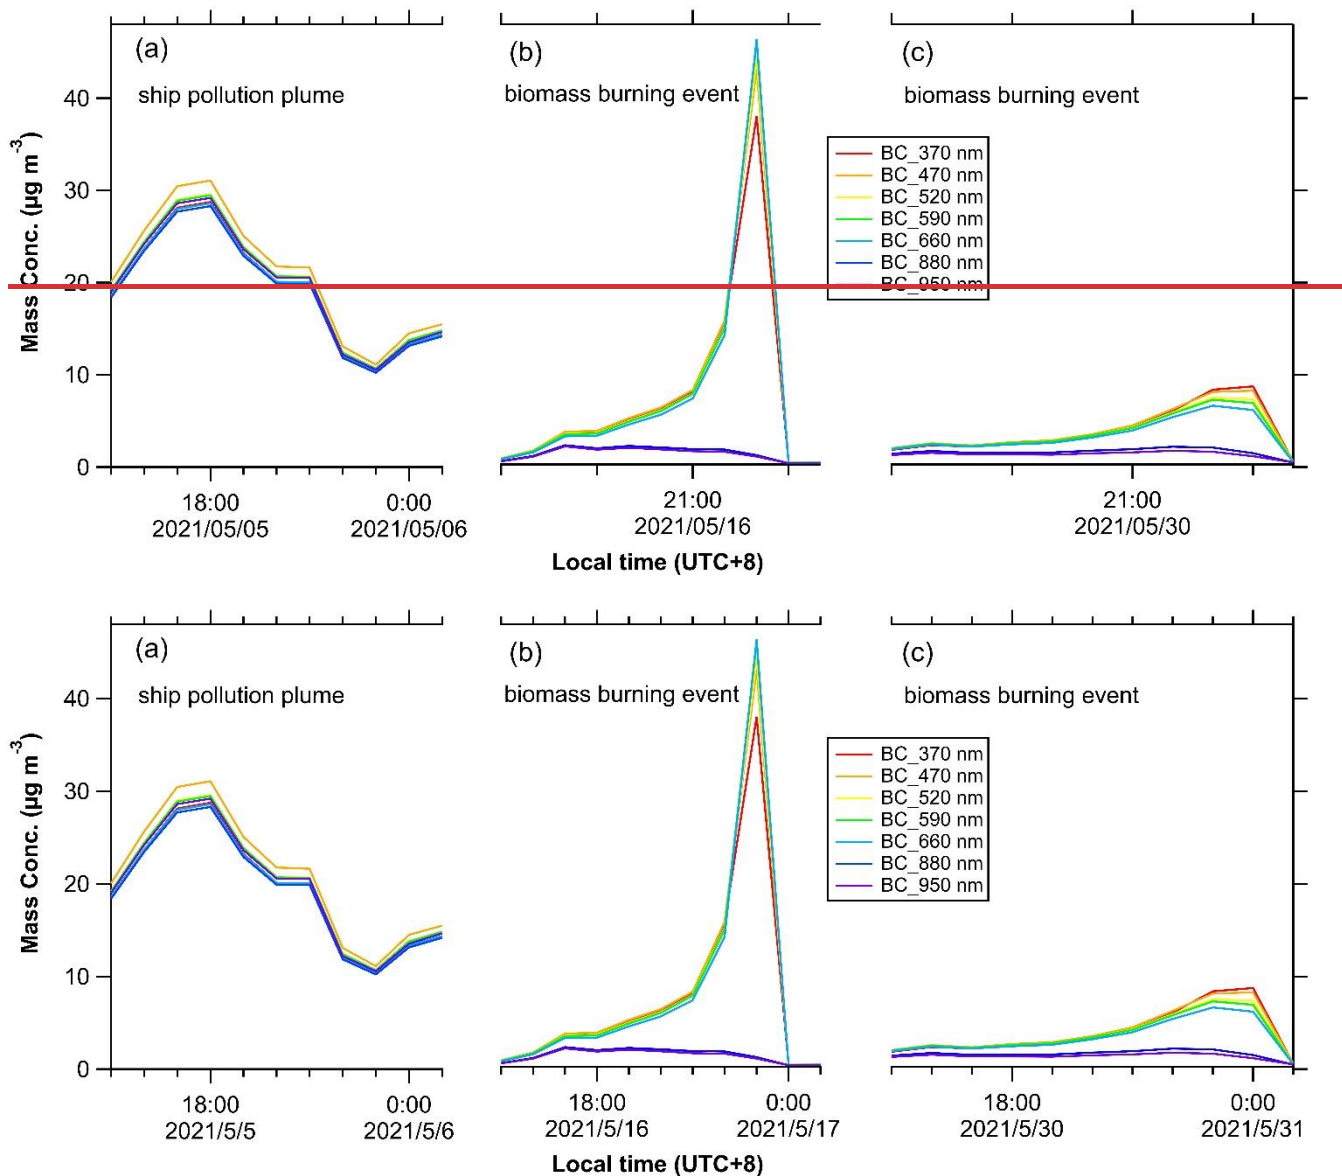 (a)
(b)
(c)
ship pollution plume
biomass burning event
biomass burning event
Mass Conc. (µg m⁻³)
40
30
20
10
0
BC_370 nm
BC_470 nm
BC_520 nm
BC_590 nm
BC_660 nm
BC_880 nm
BC_950 nm
18:00
2021/05/05
0:00
2021/05/06
21:00
2021/05/16
21:00
2021/05/30
Local time (UTC+8)
(a)
(b)
(c)
ship pollution plume
biomass burning event
biomass burning event
Mass Conc. (µg m⁻³)
40
30
20
10
0
BC_370 nm
BC_470 nm
BC_520 nm
BC_590 nm
BC_660 nm
BC_880 nm
BC_950 nm
18:00
2021/5/5
0:00
2021/5/6
18:00
2021/5/16
0:00
2021/5/17
18:00
2021/5/30
0:00
2021/5/31
Local time (UTC+8)